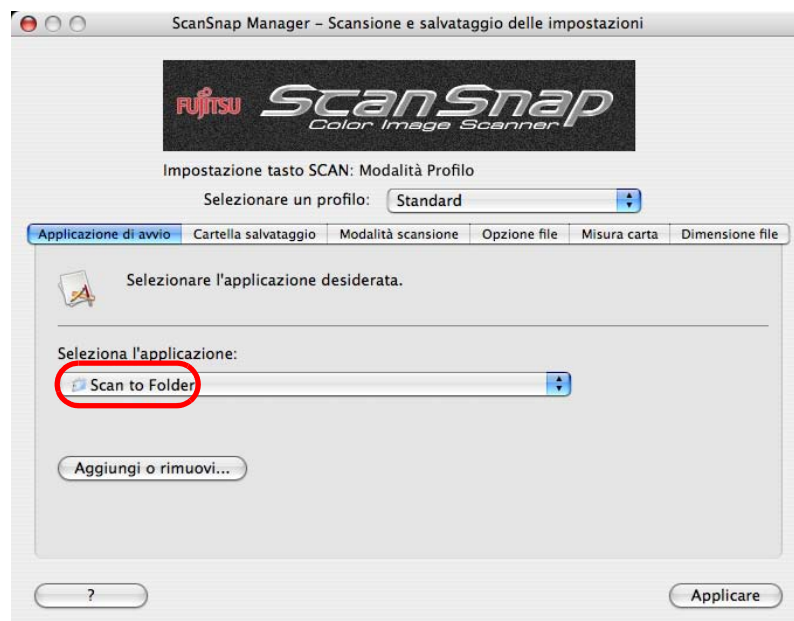 ScanSnap Manager – Scansione e salvataggio delle impostazioni
FUJITSU ScanSnap
Color Image Scanner
Impostazione tasto SCAN: Modalità Profilo
Selezionare un profilo: Standard
Applicazione di avvio Cartella salvataggio Modalità scansione Opzione file Misura carta Dimensione file
Selezionare l'applicazione desiderata.
Seleziona l'applicazione:
Scan to Folder
Aggiungi o rimuovi...
? Applicare